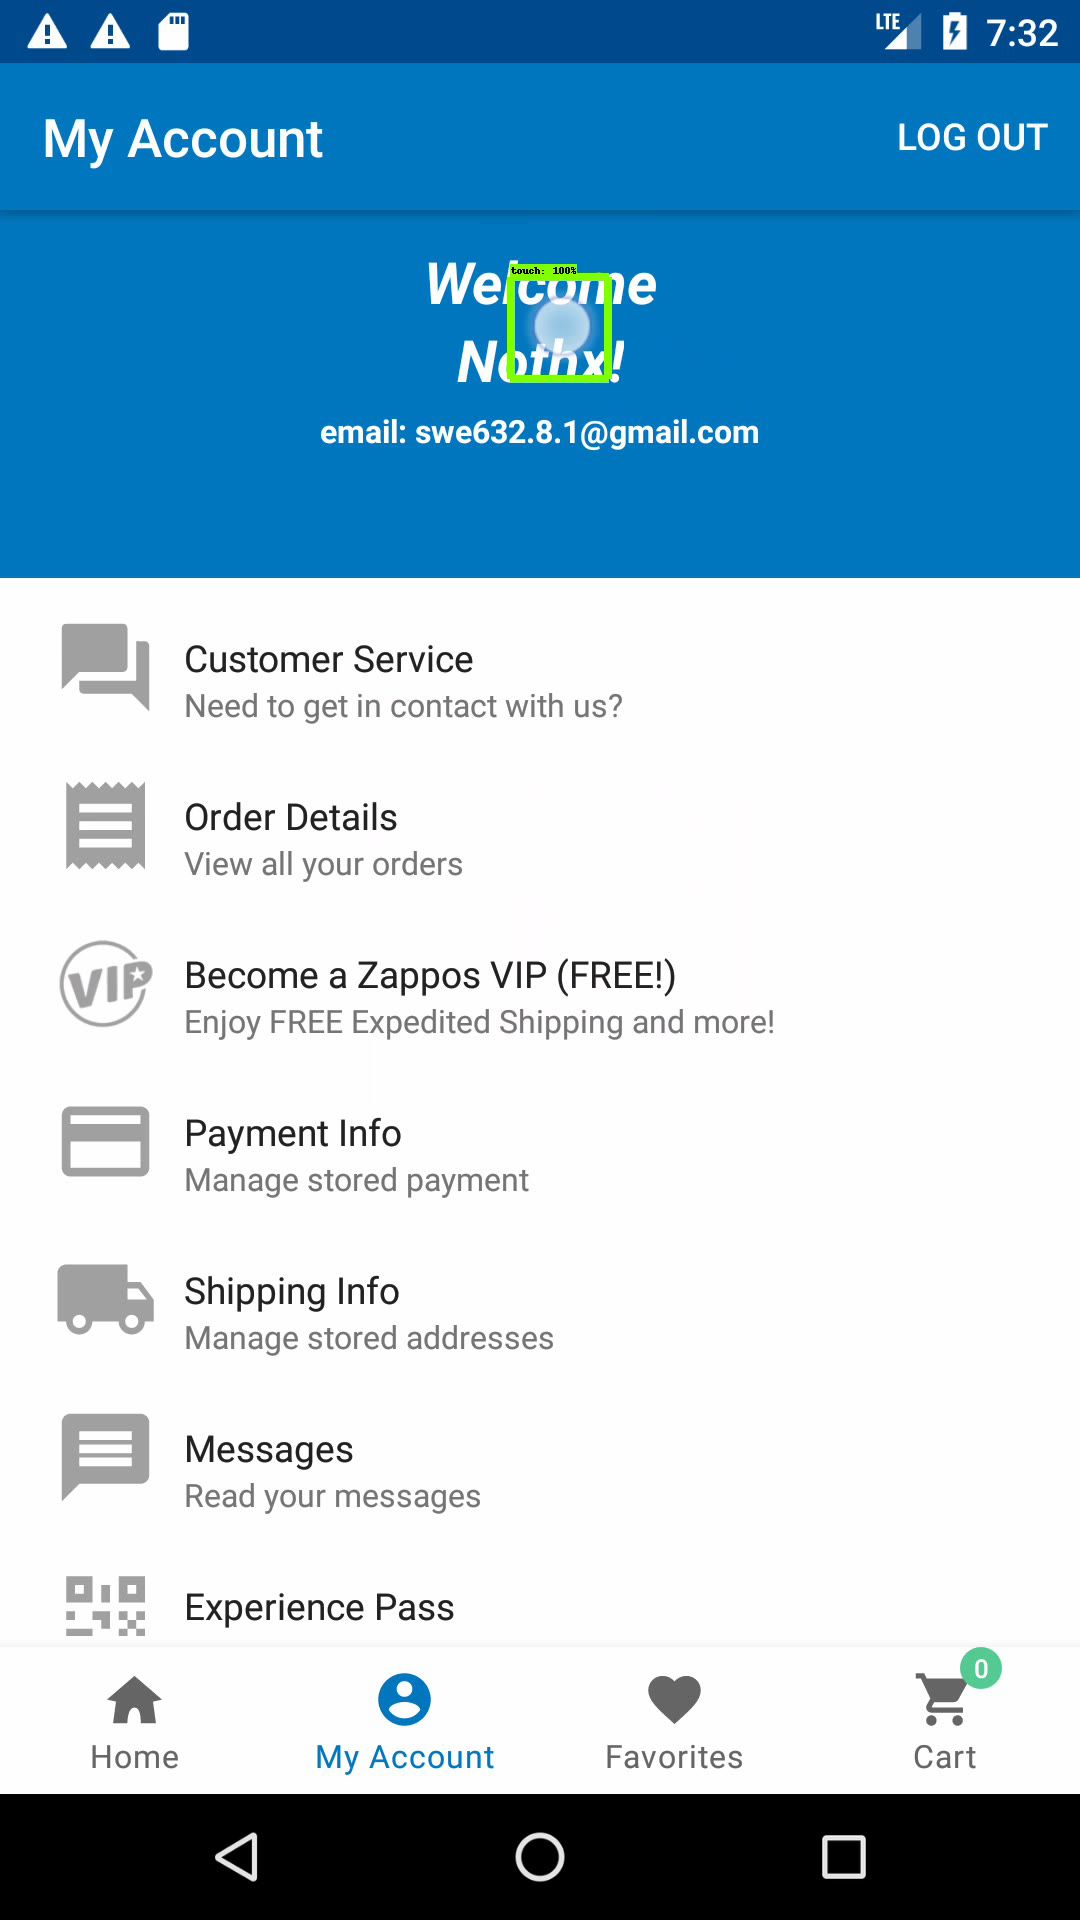 LTE 7:32
My Account LOG OUT
touch: 100%
Welcome
Nothx!
email: swe632.8.1@gmail.com
Customer Service
Need to get in contact with us?
Order Details
View all your orders
VIP
Become a Zappos VIP (FREE!)
Enjoy FREE Expedited Shipping and more!
Payment Info
Manage stored payment
Shipping Info
Manage stored addresses
Messages
Read your messages
Experience Pass
0
Home My Account Favorites Cart